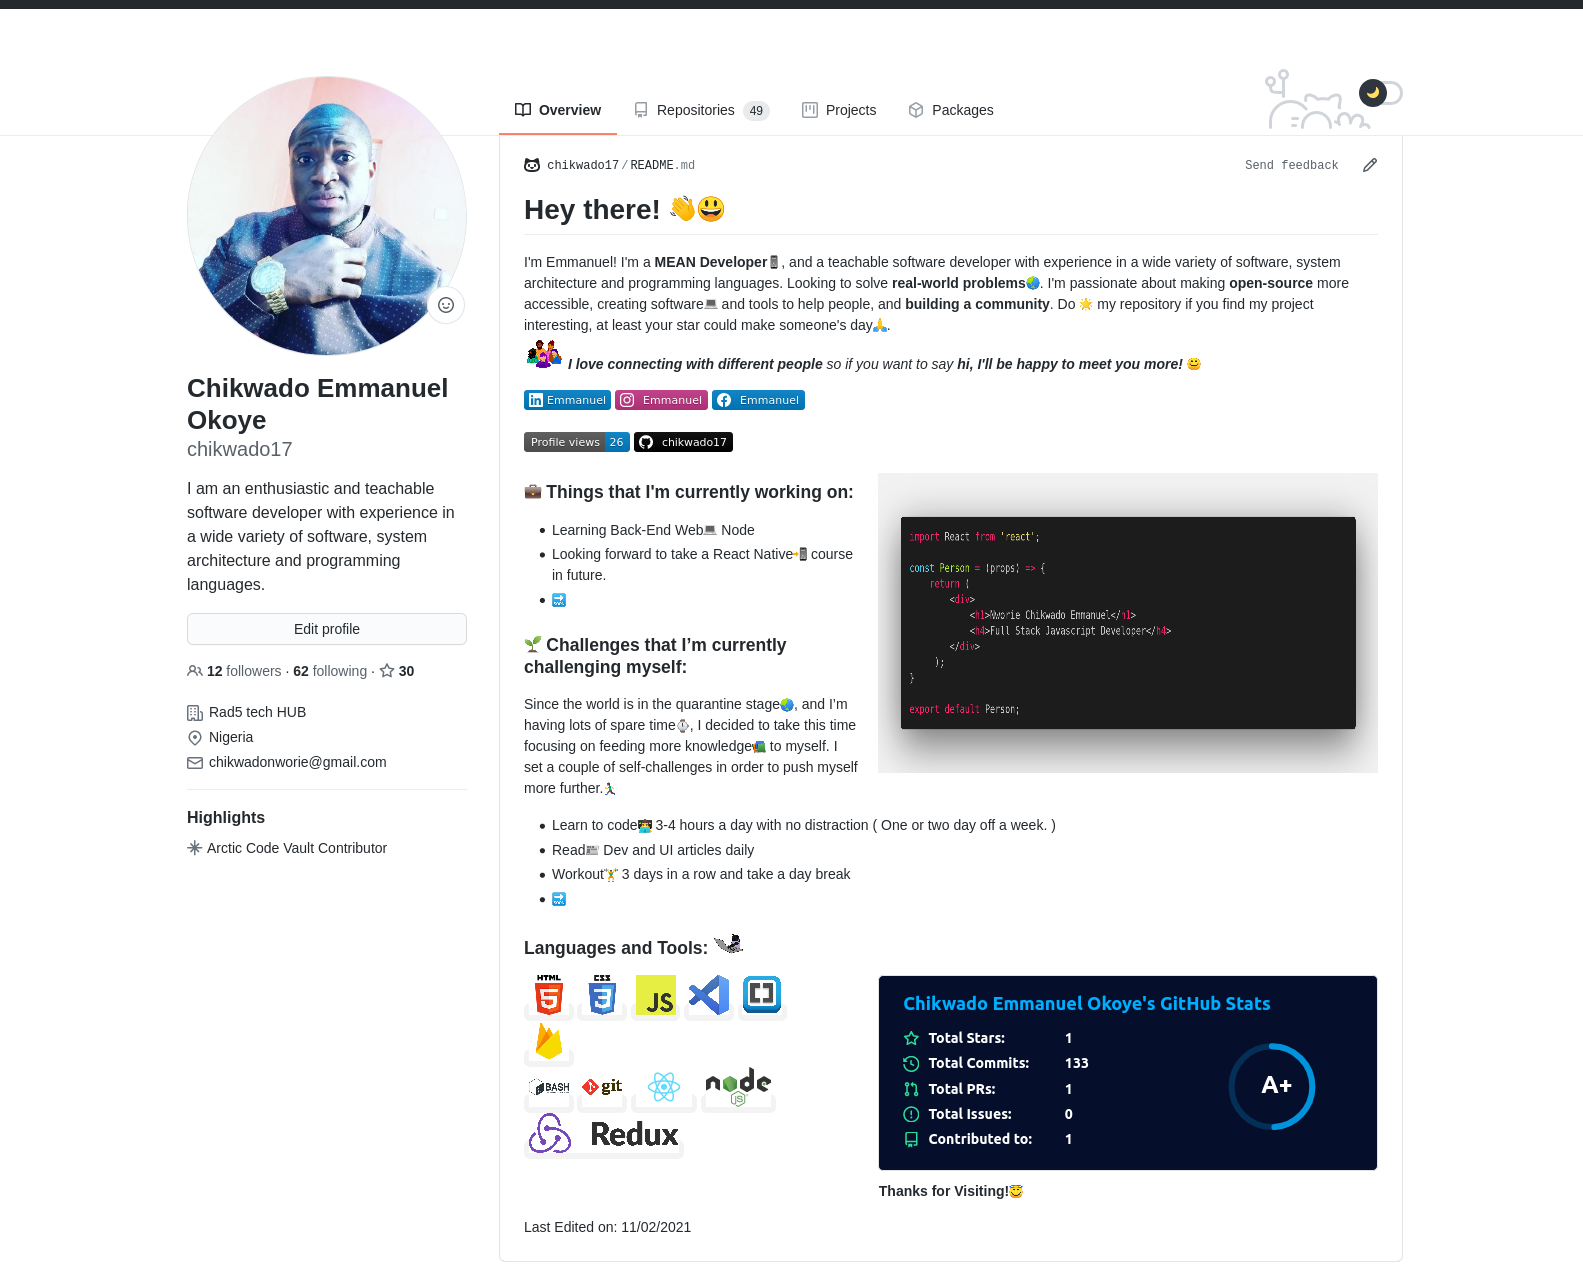 Overview
Repositories 49
Projects
Packages
chikwado17/README.md
Send feedback
Chikwado Emmanuel
Okoye
chikwado17
I am an enthusiastic and teachable
software developer with experience in
a wide variety of software, system
architecture and programming
languages.
Edit profile
12 followers · 62 following · 30
Rad5 tech HUB
Nigeria
chikwadonworie@gmail.com
Highlights
Arctic Code Vault Contributor
Hey there! 👋😃
I'm Emmanuel! I'm a MEAN Developer📱, and a teachable software developer with experience in a wide variety of software, system
architecture and programming languages. Looking to solve real-world problems🌏. I'm passionate about making open-source more
accessible, creating software💻 and tools to help people, and building a community. Do 🌟 my repository if you find my project
interesting, at least your star could make someone's day🙏.
I love connecting with different people so if you want to say hi, I'll be happy to meet you more! 😊
Emmanuel
Emmanuel
Emmanuel
Profile views 26
chikwado17
💼 Things that I'm currently working on:
• Learning Back-End Web💻 Node
• Looking forward to take a React Native📲 course
in future.
• 🔜
🌱 Challenges that I’m currently
challenging myself:
Since the world is in the quarantine stage🌏, and I’m
having lots of spare time⌚, I decided to take this time
focusing on feeding more knowledge📚 to myself. I
set a couple of self-challenges in order to push myself
more further.🏃
import React from 'react';
const Person = (props) => {
return (
<div>
<h1>Nworie Chikwado Emmanuel</h1>
<h4>Full Stack Javascript Developer</h4>
</div>
);
}
export default Person;
• Learn to code👨‍💻 3-4 hours a day with no distraction ( One or two day off a week. )
• Read📰 Dev and UI articles daily
• Workout🏋 3 days in a row and take a day break
• 🔜
Languages and Tools:
HTML
5
CSS
3
JS
BASH
git
node
JS
Redux
Chikwado Emmanuel Okoye's GitHub Stats
Total Stars: 1
Total Commits: 133
Total PRs: 1
Total Issues: 0
Contributed to: 1
A+
Thanks for Visiting!😇
Last Edited on: 11/02/2021